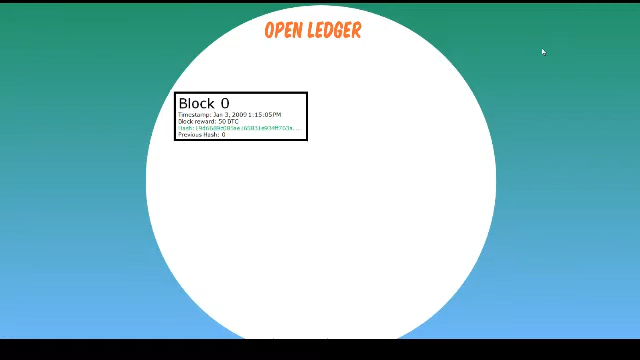 OPEN LEDGER
Block 0
Timestamp: Jan 3, 2009 1:15:05PM
Block reward: 50 BTC
Previous Hash: 0